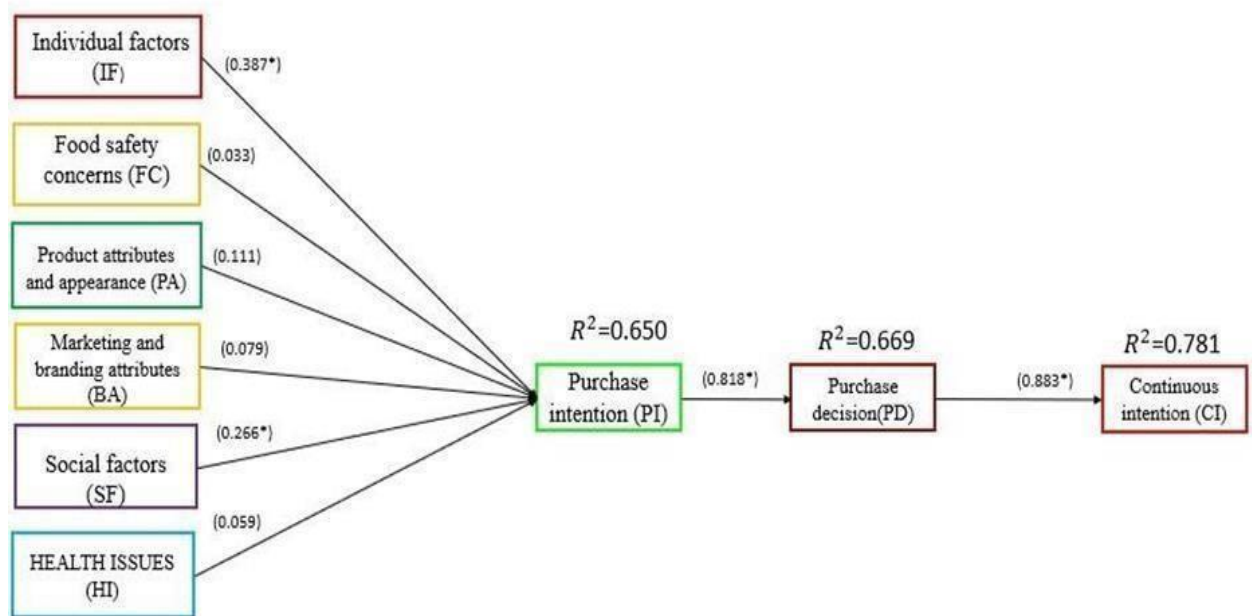 Individual factors
(IF)
(0.387*)
Food safety
concerns (FC)
(0.033)
Product attributes
and appearance (PA)
(0.111)
Marketing and
branding attributes
(BA)
(0.079)
Social factors
(SF)
(0.266*)
HEALTH ISSUES
(HI)
(0.059)
R²=0.650
Purchase
intention (PI)
(0.818*)
R²=0.669
Purchase
decision(PD)
(0.883*)
R²=0.781
Continuous
intention (CI)